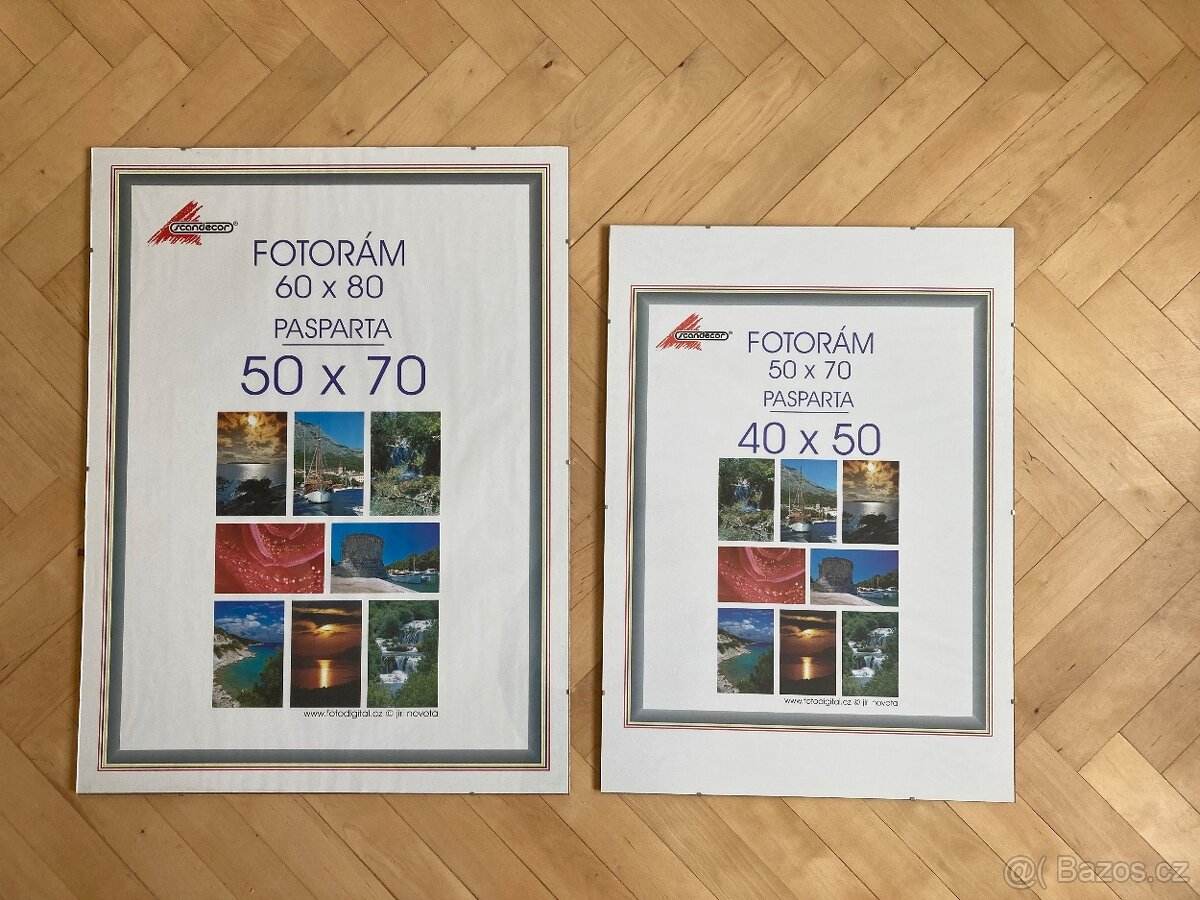 scandecor®
FOTORÁM
60 x 80
PASPARTA
50 x 70
www.fotodigital.cz © jiri novota
scandecor®
FOTORÁM
50 x 70
PASPARTA
40 x 50
www.fotodigital.cz © jiri novota
@( Bazos.cz